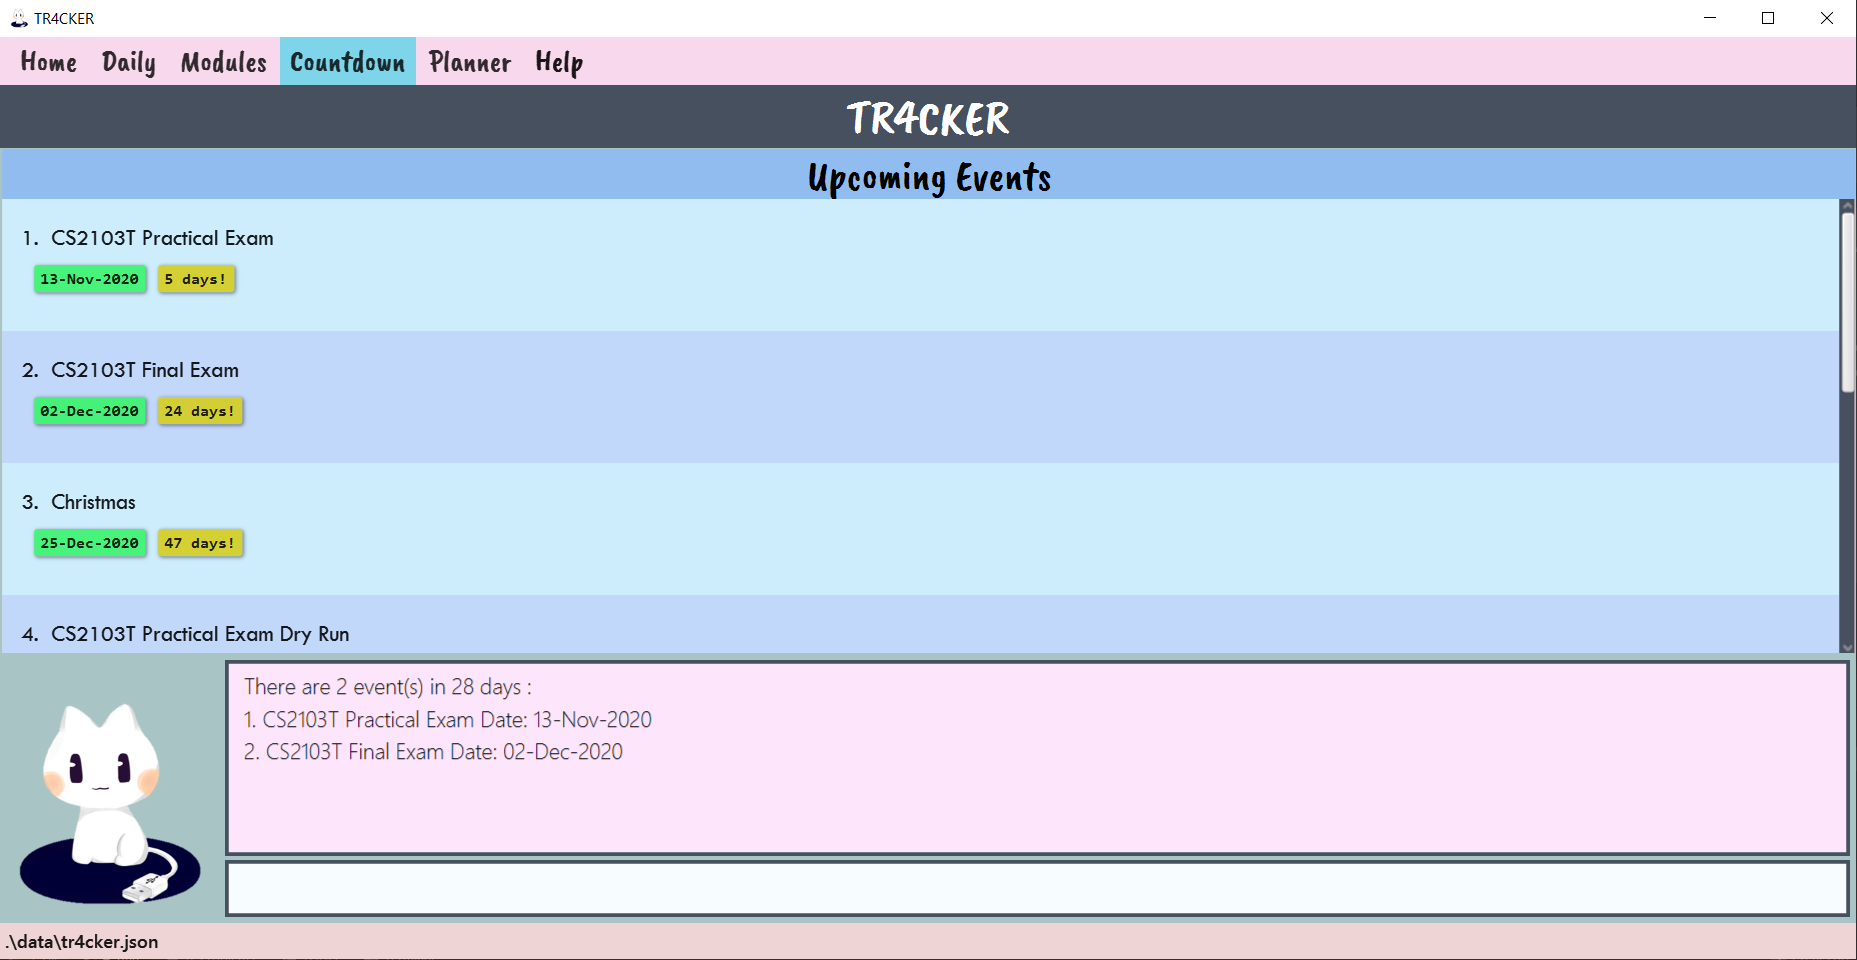 TR4CKER
Home Daily Modules Countdown Planner Help
TR4CKER
Upcoming Events
1. CS2103T Practical Exam
13-Nov-2020 5 days!
2. CS2103T Final Exam
02-Dec-2020 24 days!
3. Christmas
25-Dec-2020 47 days!
4. CS2103T Practical Exam Dry Run
There are 2 event(s) in 28 days :
1. CS2103T Practical Exam Date: 13-Nov-2020
2. CS2103T Final Exam Date: 02-Dec-2020
.\data\tr4cker.json